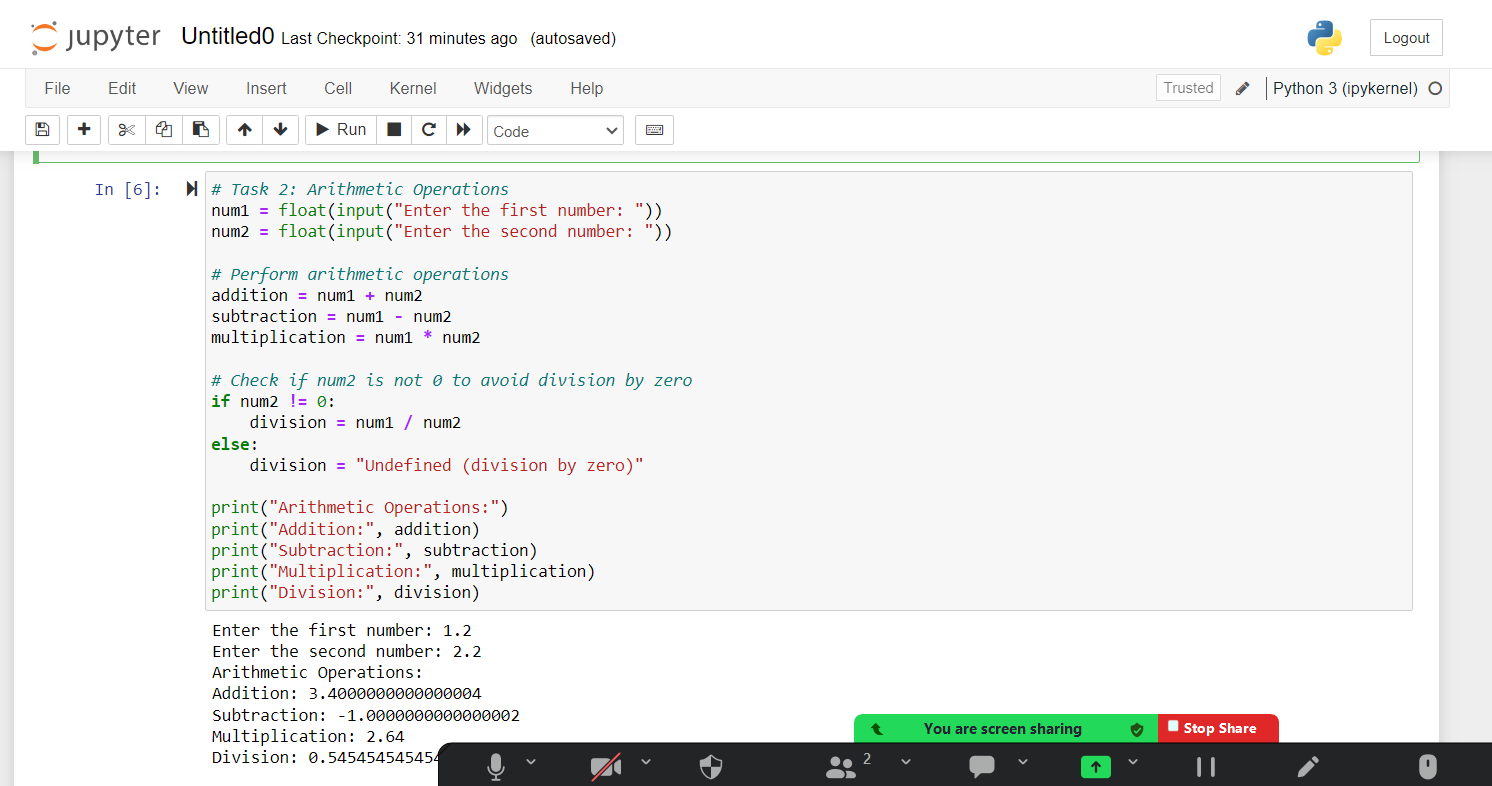 jupyter Untitled0 Last Checkpoint: 31 minutes ago (autosaved) Logout
File Edit View Insert Cell Kernel Widgets Help Trusted Python 3 (ipykernel)
Run Code
In [6]: # Task 2: Arithmetic Operations
num1 = float(input("Enter the first number: "))
num2 = float(input("Enter the second number: "))
# Perform arithmetic operations
addition = num1 + num2
subtraction = num1 - num2
multiplication = num1 * num2
# Check if num2 is not 0 to avoid division by zero
if num2 != 0:
    division = num1 / num2
else:
    division = "Undefined (division by zero)"
print("Arithmetic Operations:")
print("Addition:", addition)
print("Subtraction:", subtraction)
print("Multiplication:", multiplication)
print("Division:", division)
Enter the first number: 1.2
Enter the second number: 2.2
Arithmetic Operations:
Addition: 3.4000000000000004
Subtraction: -1.0000000000000002
You are screen sharing Stop Share
Multiplication: 2.64
Division: 0.545454545454
2